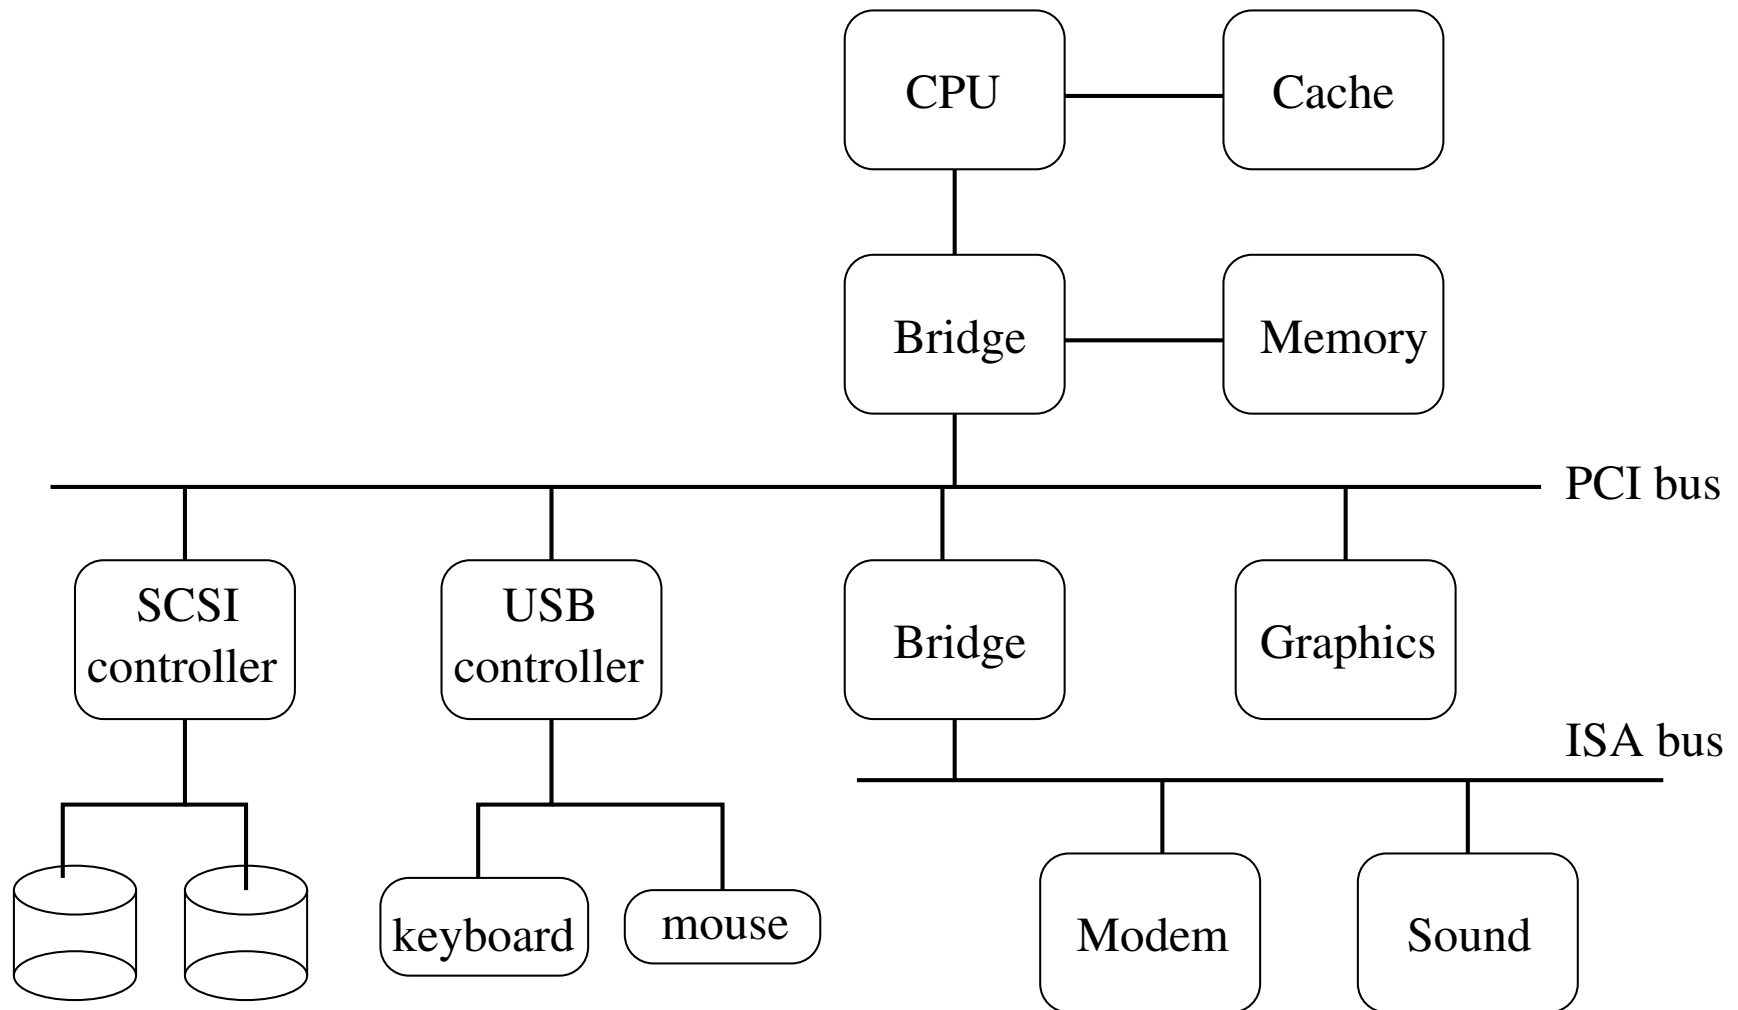 CPU
Cache
Bridge
Memory
PCI bus
SCSI
controller
USB
controller
Bridge
Graphics
ISA bus
keyboard
mouse
Modem
Sound